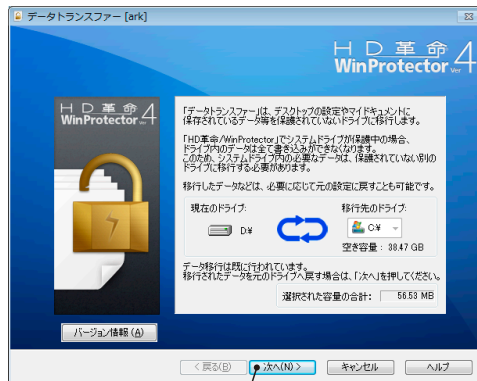 データトランスファー [ark]
HD革命 4
WinProtector Ver
HD革命 4
WinProtector Ver
「データトランスファー」は、デスクトップの設定やマイドキュメントに
保存されているデータ等を保護されていないドライブに移行します。
「HD革命/WinProtector」でシステムドライブが保護中の場合、
ドライブ内のデータは全て書き込みができなくなります。
このため、システムドライブ内の必要なデータは、保護されていない別の
ドライブに移行する必要があります。
移行したデータなどは、必要に応じて元の設定に戻すことも可能です。
現在のドライブ:
移行先のドライブ:
D:¥
C:¥
空き容量: 38.47 GB
データ移行は既に行われています。
移行されたデータを元のドライブへ戻す場合は、「次へ」を押してください。
選択された容量の合計: 56.53 MB
バージョン情報(A)
< 戻る(B)
次へ(N) >
キャンセル
ヘルプ